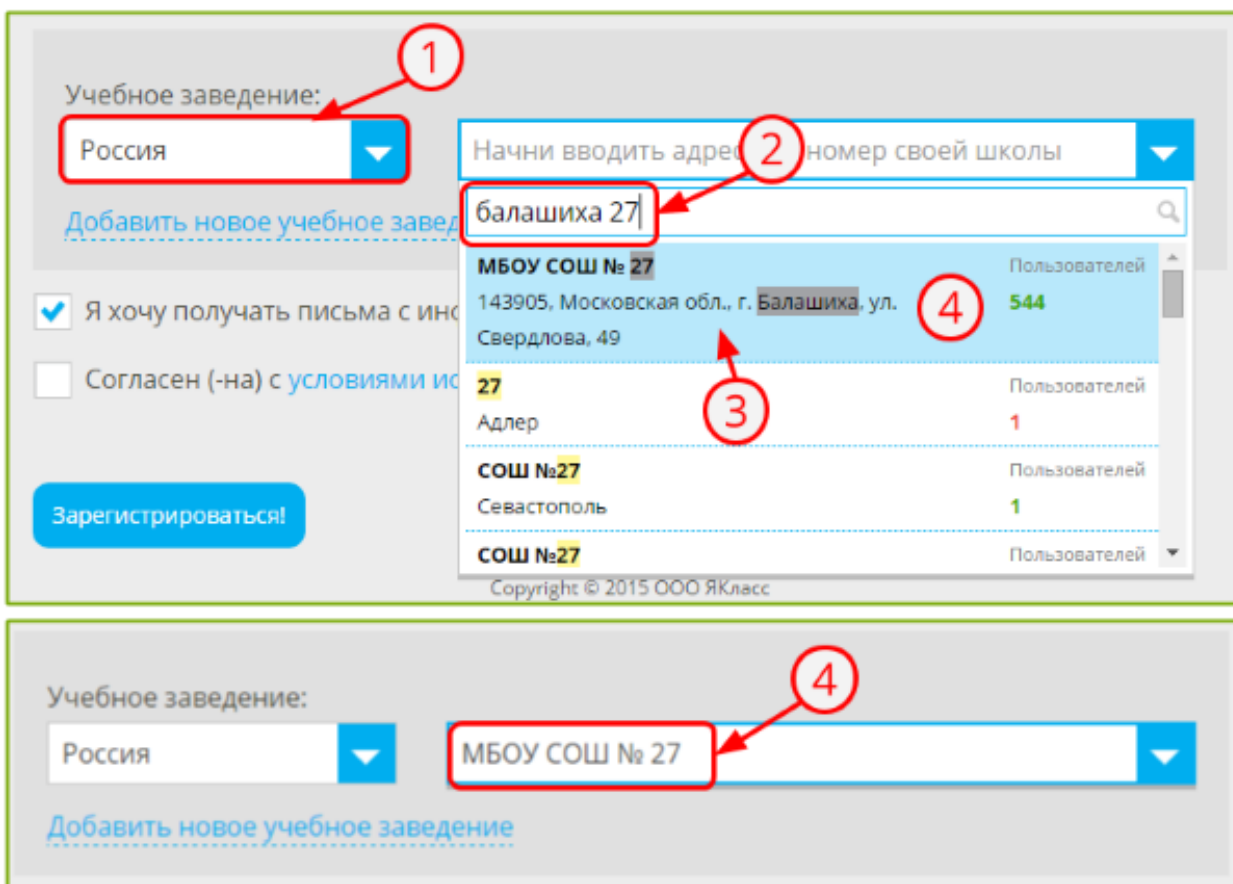 1
Учебное заведение:
Россия
Начни вводить адрес номер своей школы
2
балашиха 27
Добавить новое учебное завед
МБОУ СОШ № 27
Пользователей
143905, Московская обл., г. Балашиха, ул.
Свердлова, 49
544
4
3
Я хочу получать письма с инф
Согласен (-на) с условиями ис
27
Пользователей
Адлер
1
СОШ №27
Пользователей
Севастополь
1
СОШ №27
Пользователей
Зарегистрироваться!
Copyright © 2015 ООО ЯКласс
4
Учебное заведение:
Россия
МБОУ СОШ № 27
Добавить новое учебное заведение